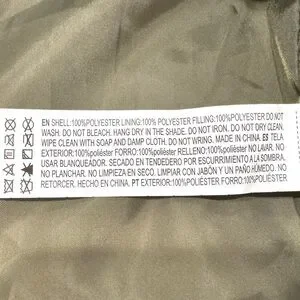 EN SHELL:100%POLYESTER LINING:100% POLYESTER FILLING:100%POLYESTER DO NOT
WASH. DO NOT BLEACH. HANG DRY IN THE SHADE. DO NOT IRON. DO NOT DRY CLEAN.
WIPE CLEAN WITH SOAP AND DAMP CLOTH. DO NOT WRING. MADE IN CHINA. ES TELA
EXTERIOR:100%poliéster FORRO:100%poliéster RELLENO:100%poliéster NO LAVAR. NO
USAR BLANQUEADOR. SECADO EN TENDEDERO POR ESCURRIMIENTO A LA SOMBRA.
NO PLANCHAR. NO LIMPIEZA EN SECO. LIMPIAR CON JABÓN Y UN PAÑO HÚMEDO. NO
RETORCER. HECHO EN CHINA. PT EXTERIOR:100%POLIÉSTER FORRO:100%POLIÉSTER